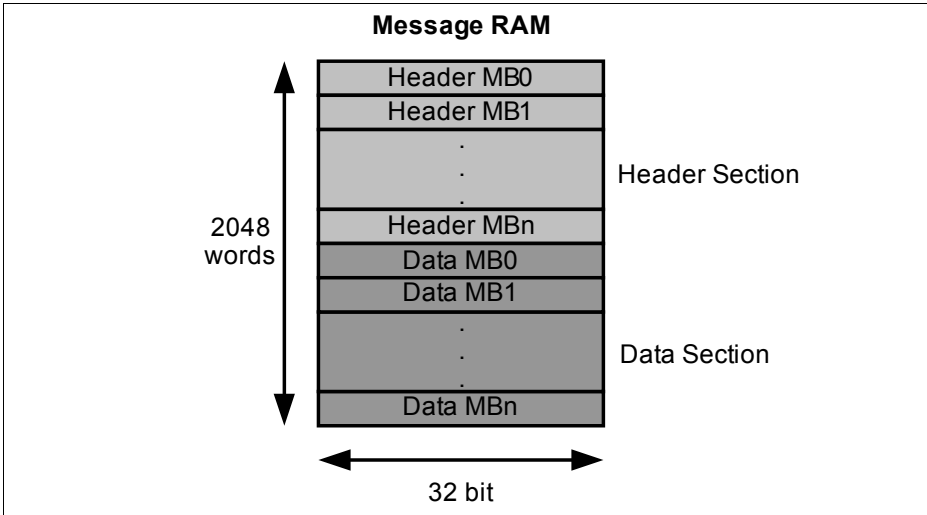 Message RAM
Header MB0
Header MB1
.
.
.
Header Section
Header MBn
2048
words
Data MB0
Data MB1
.
.
.
Data Section
Data MBn
32 bit